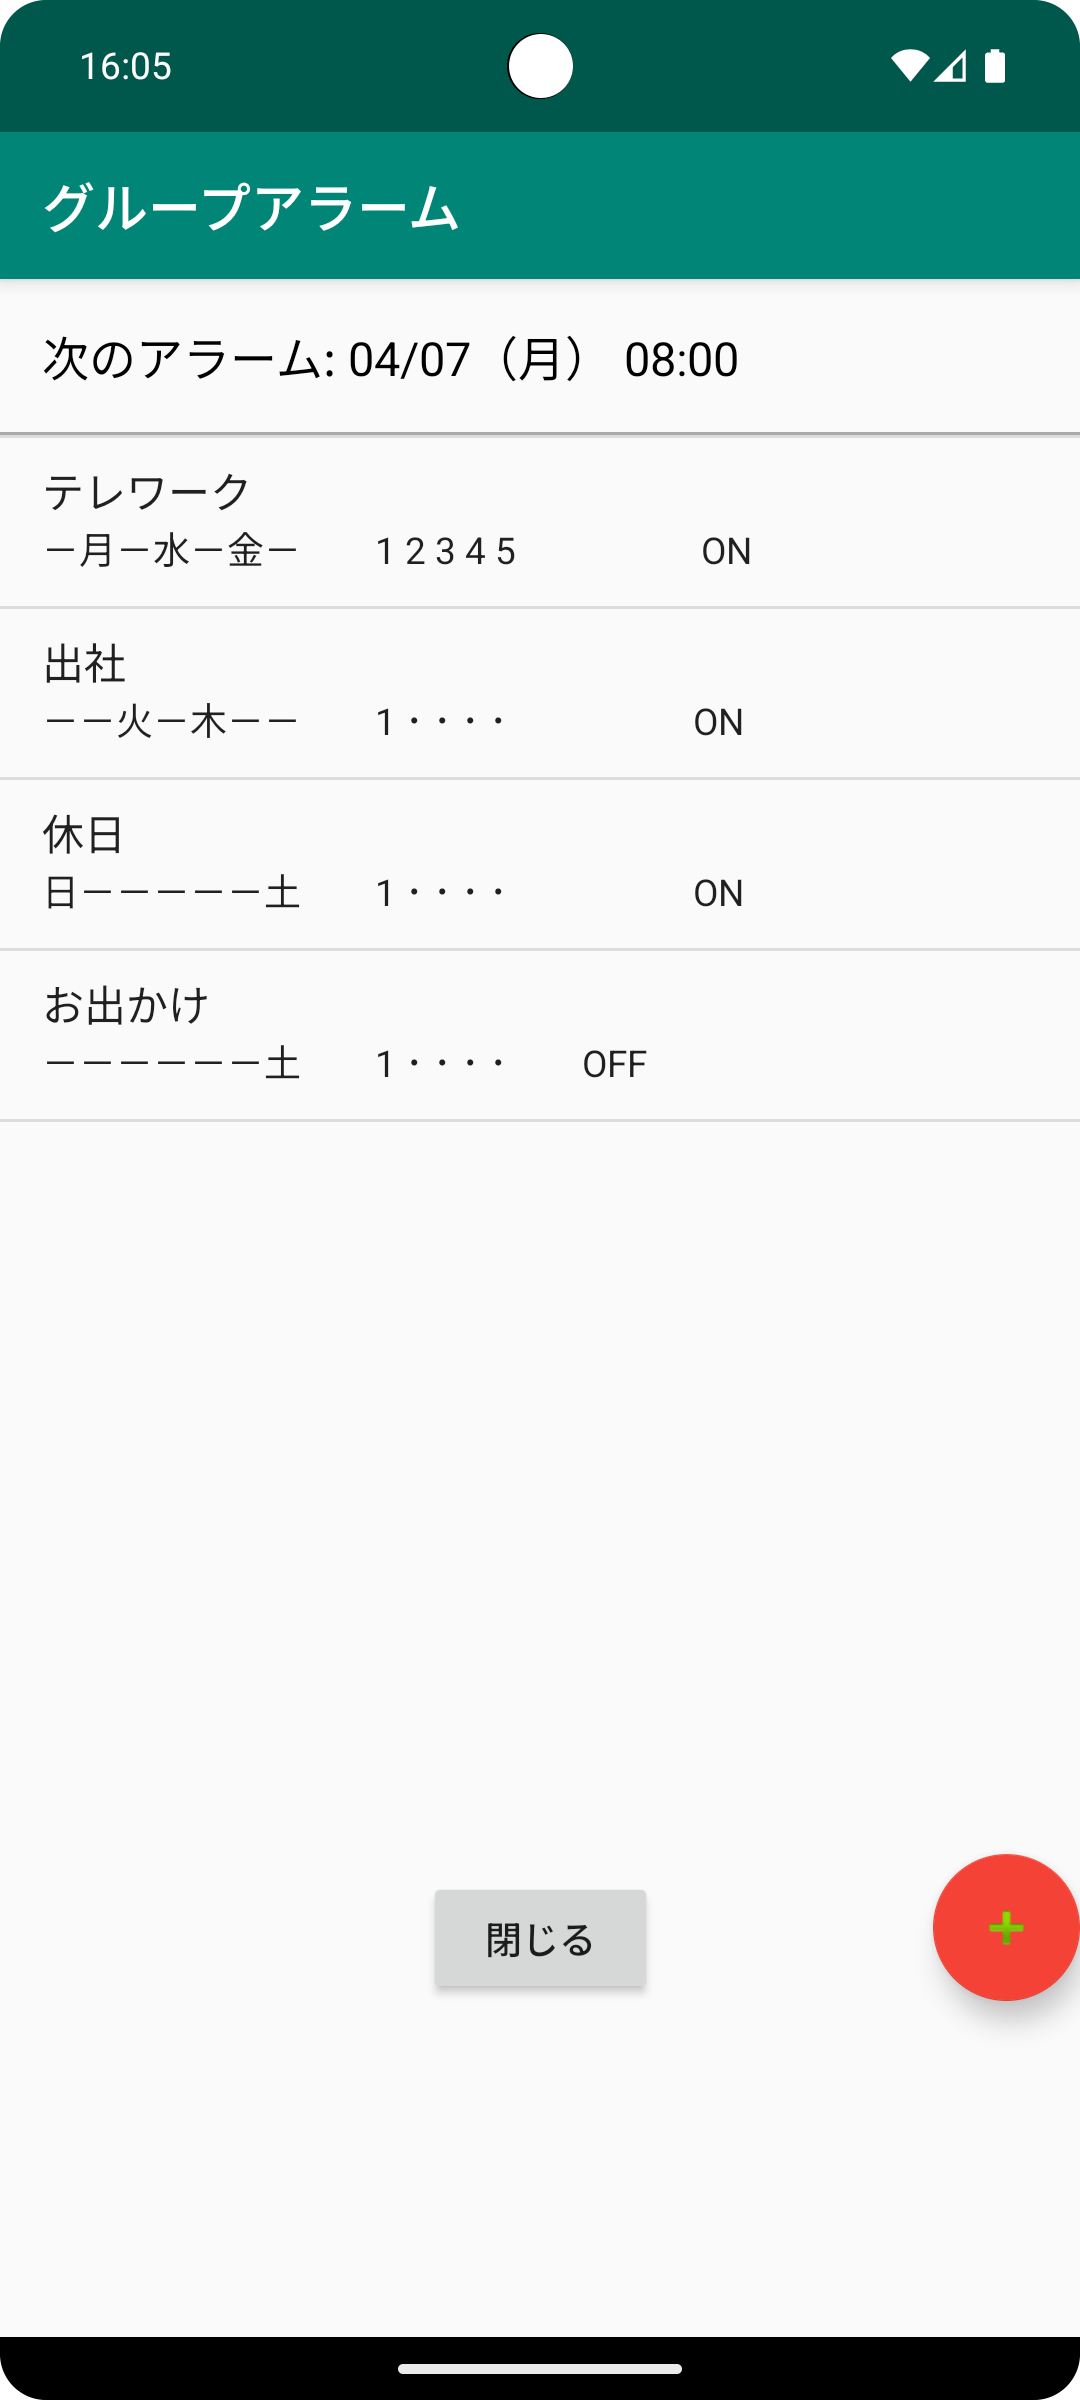 16:05
グループアラーム
次のアラーム: 04/07（月） 08:00
テレワーク
ー月ー水ー金ー 1 2 3 4 5 ON
出社
ーー火ー木ーー 1・・・・ ON
休日
日ーーーーー土 1・・・・ ON
お出かけ
ーーーーーー土 1・・・・ OFF
閉じる